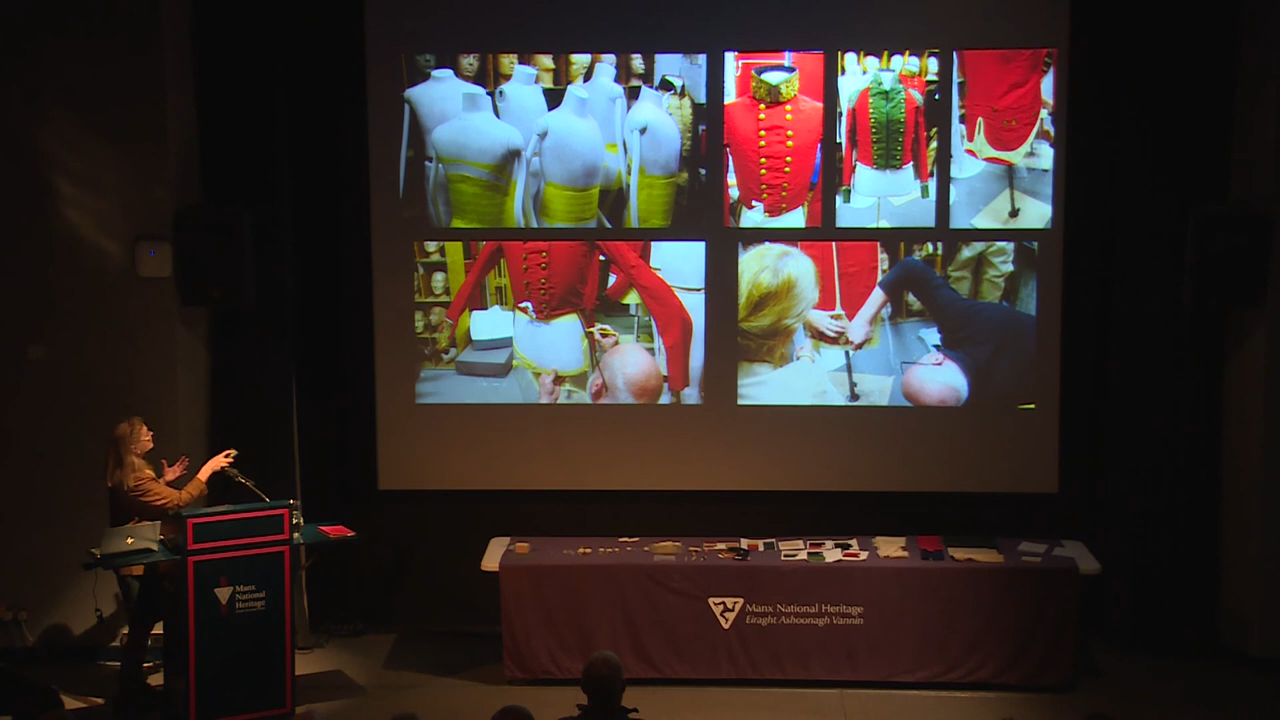 Manx
National
Heritage
Manx National Heritage
Eiraght Ashoonagh Vannin